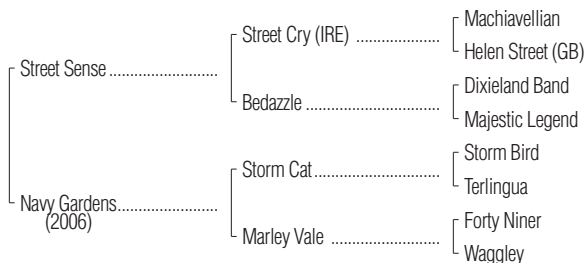 Machiavellian
Street Cry (IRE) ..................
Helen Street (GB)
Street Sense ........................
Dixieland Band
Bedazzle ..............................
Majestic Legend
Storm Bird
Storm Cat.............................
Terlingua
Navy Gardens......................
(2006)
Forty Niner
Marley Vale ........................
Waggley